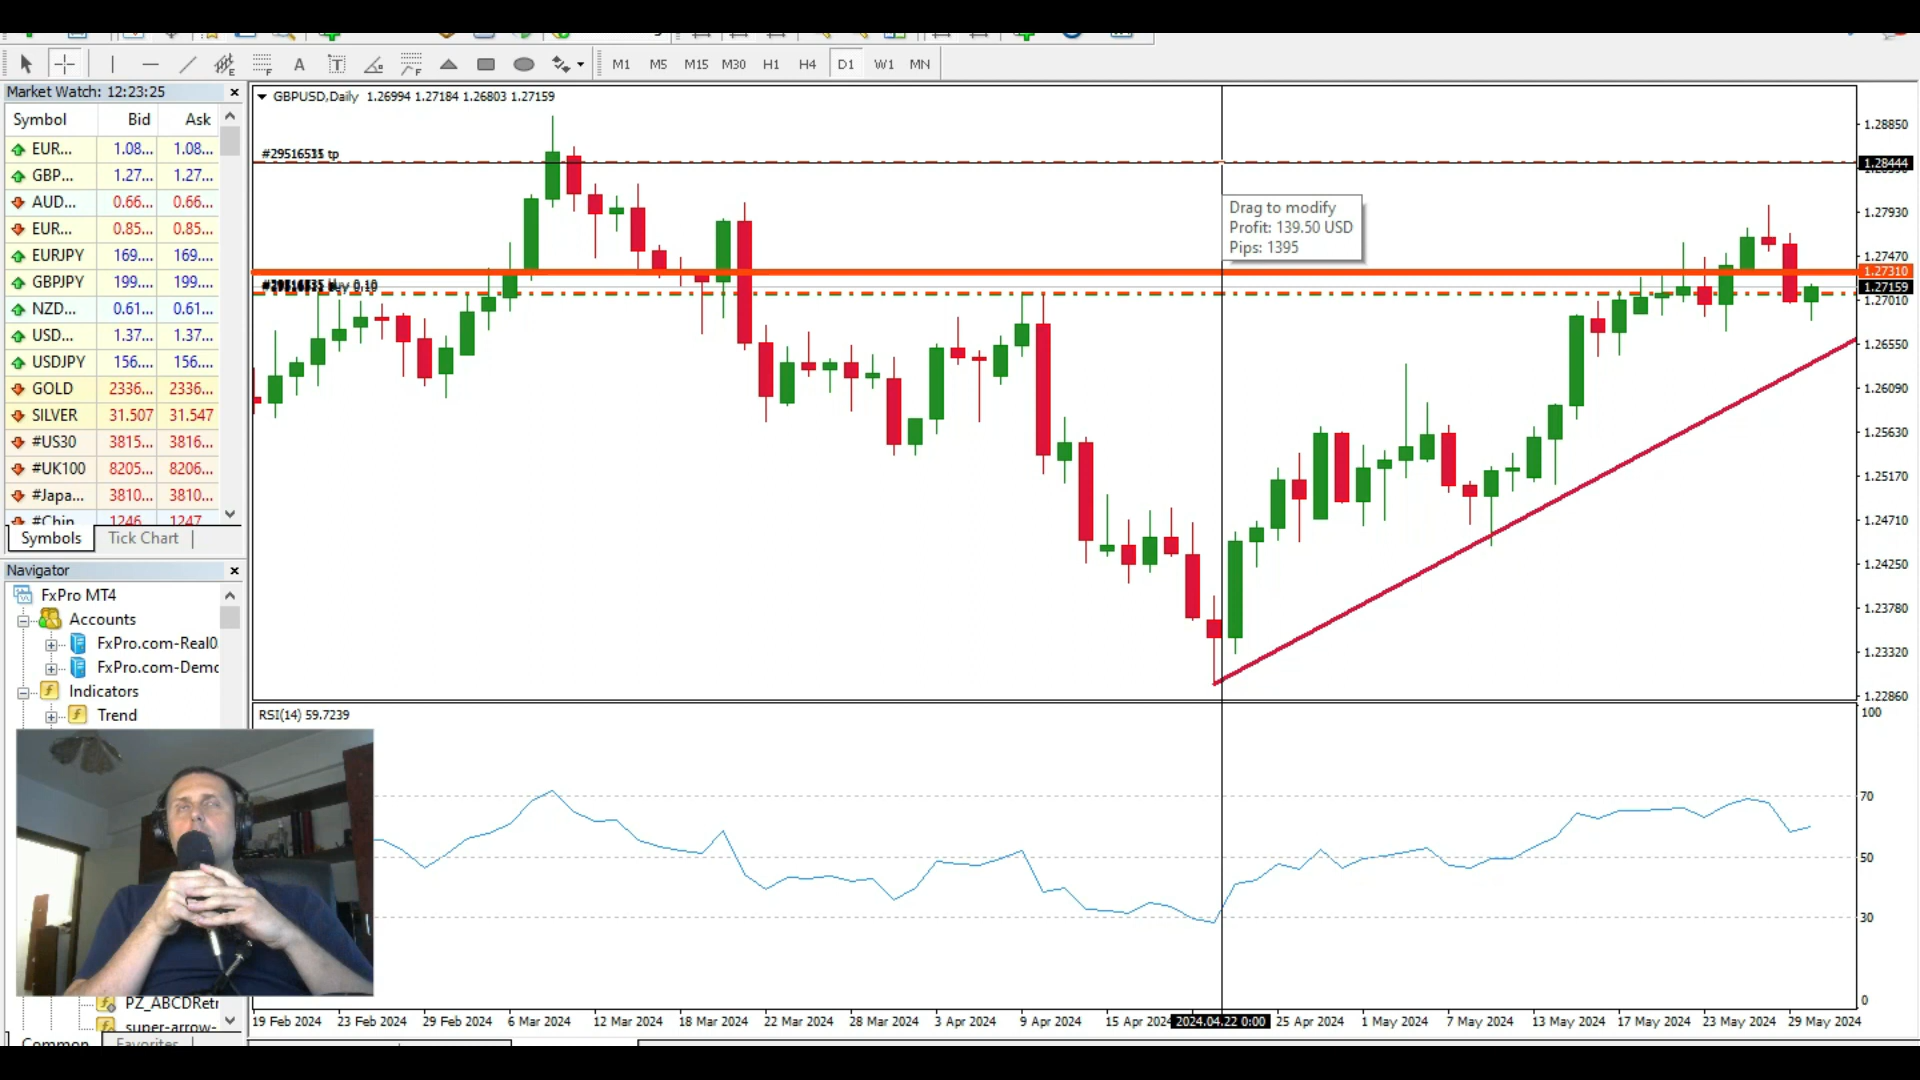 M1 M5 M15 M30 H1 H4 D1 W1 MN
Market Watch: 12:23:25
Symbol Bid Ask
EUR... 1.08... 1.08...
GBP... 1.27... 1.27...
AUD... 0.66... 0.66...
EUR... 0.85... 0.85...
EURJPY 169.... 169....
GBPJPY 199.... 199....
NZD... 0.61... 0.61...
USD... 1.37... 1.37...
USDJPY 156.... 156....
GOLD 2336... 2336...
SILVER 31.507 31.547
#US30 3815... 3816...
#UK100 8205... 8206...
#Japa... 3810... 3810...
#Chin 1246 1247
Symbols Tick Chart
Navigator
FxPro MT4
Accounts
FxPro.com-Real0
FxPro.com-Demo
Indicators
Trend
PZ_ABCDRetr
super-arrow-
Common Favorites
GBPUSD,Daily 1.26994 1.27184 1.26803 1.27159
#29516535 tp
Drag to modify
Profit: 139.50 USD
Pips: 1395
1.28850
1.28444
1.27930
1.27470
1.27310
1.27159
1.27010
1.26550
1.26090
1.25630
1.25170
1.24710
1.24250
1.23780
1.23320
1.22860
RSI(14) 59.7239
100
70
50
30
0
19 Feb 2024 23 Feb 2024 29 Feb 2024 6 Mar 2024 12 Mar 2024 18 Mar 2024 22 Mar 2024 28 Mar 2024 3 Apr 2024 9 Apr 2024 15 Apr 2024 2024.04.22 0:00 25 Apr 2024 1 May 2024 7 May 2024 13 May 2024 17 May 2024 23 May 2024 29 May 2024